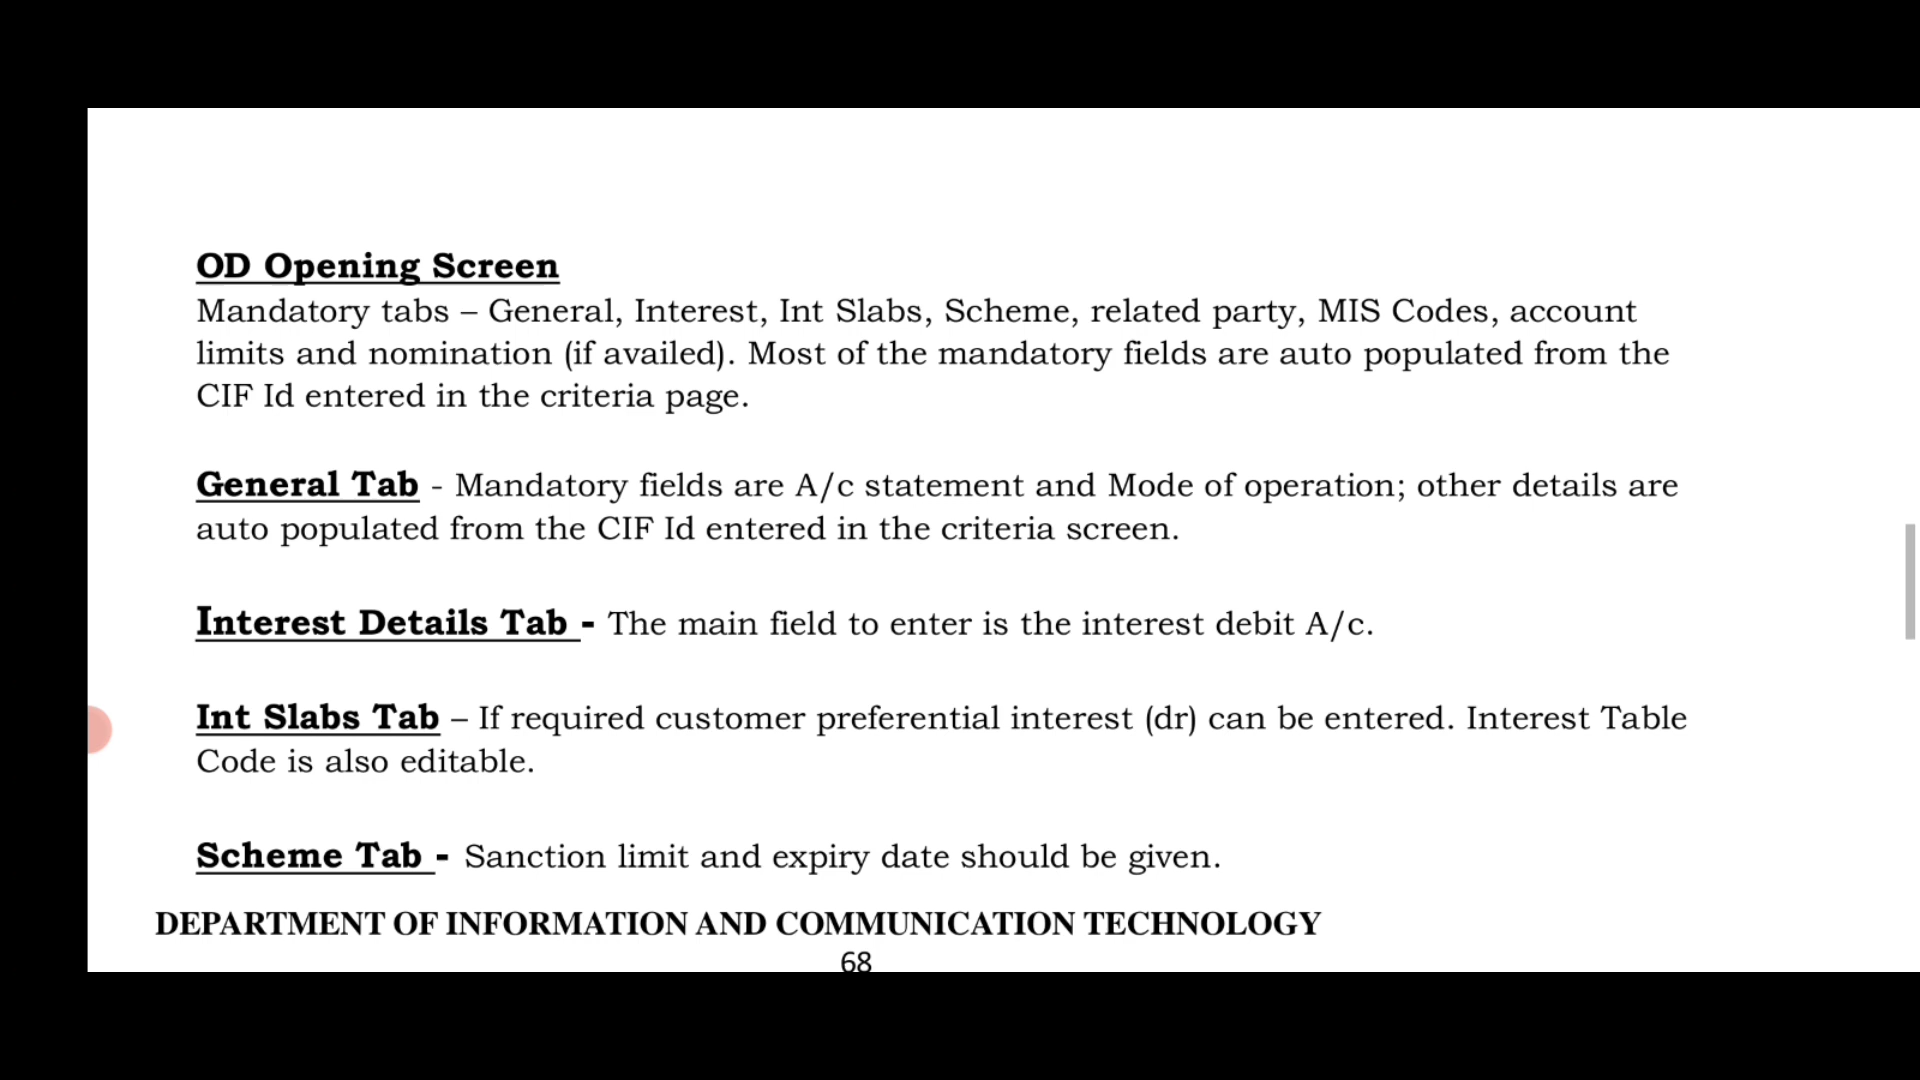 OD Opening Screen
Mandatory tabs – General, Interest, Int Slabs, Scheme, related party, MIS Codes, account
limits and nomination (if availed). Most of the mandatory fields are auto populated from the
CIF Id entered in the criteria page.
General Tab - Mandatory fields are A/c statement and Mode of operation; other details are
auto populated from the CIF Id entered in the criteria screen.
Interest Details Tab - The main field to enter is the interest debit A/c.
Int Slabs Tab – If required customer preferential interest (dr) can be entered. Interest Table
Code is also editable.
Scheme Tab - Sanction limit and expiry date should be given.
DEPARTMENT OF INFORMATION AND COMMUNICATION TECHNOLOGY
68